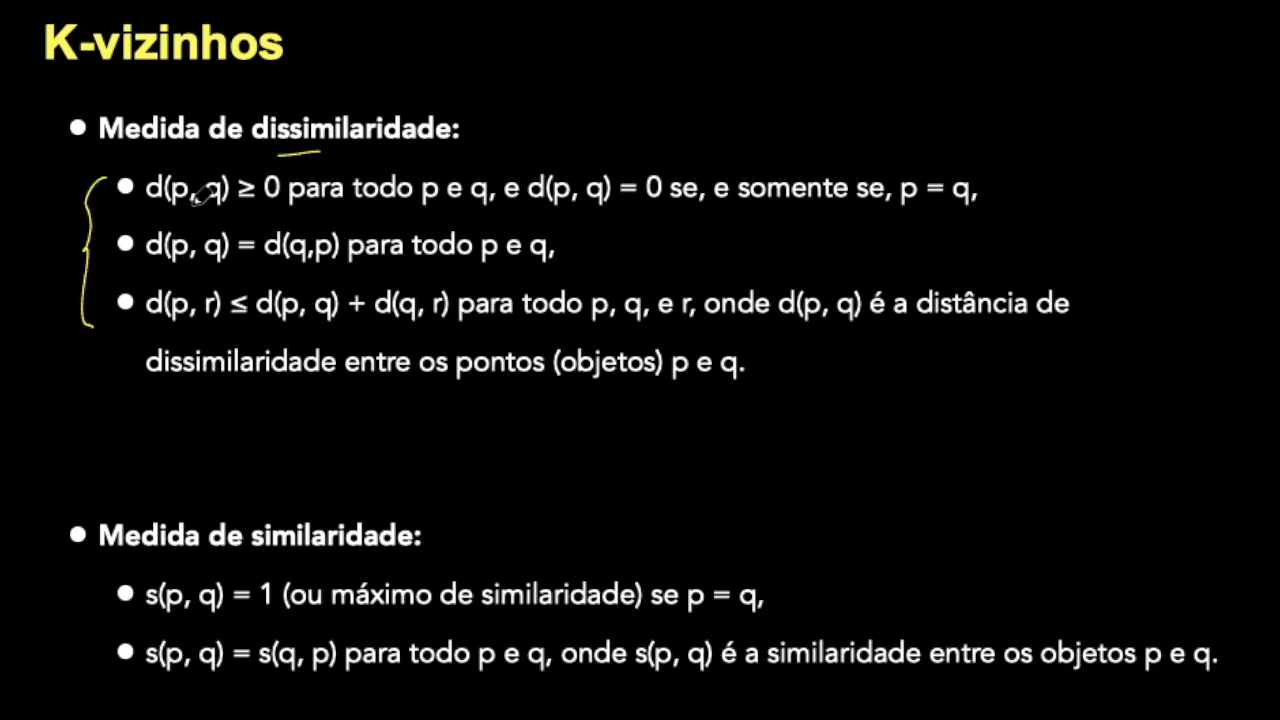 K-vizinhos
● Medida de dissimilaridade:
● d(p, q) ≥ 0 para todo p e q, e d(p, q) = 0 se, e somente se, p = q,
● d(p, q) = d(q,p) para todo p e q,
● d(p, r) ≤ d(p, q) + d(q, r) para todo p, q, e r, onde d(p, q) é a distância de
dissimilaridade entre os pontos (objetos) p e q.
● Medida de similaridade:
● s(p, q) = 1 (ou máximo de similaridade) se p = q,
● s(p, q) = s(q, p) para todo p e q, onde s(p, q) é a similaridade entre os objetos p e q.